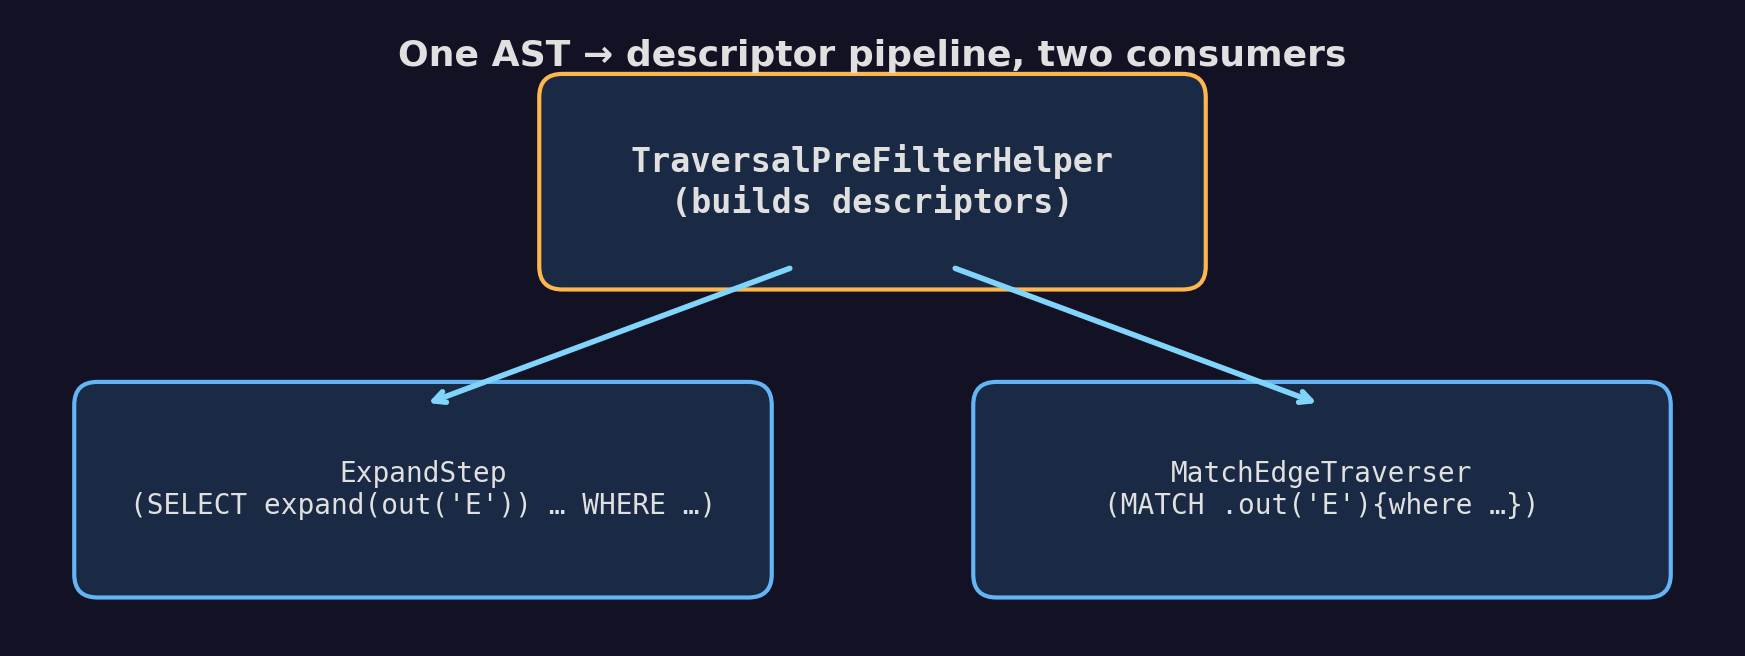 One AST → descriptor pipeline, two consumers
TraversalPreFilterHelper
(builds descriptors)
ExpandStep
(SELECT expand(out('E')) … WHERE …)
MatchEdgeTraverser
(MATCH .out('E'){where …})